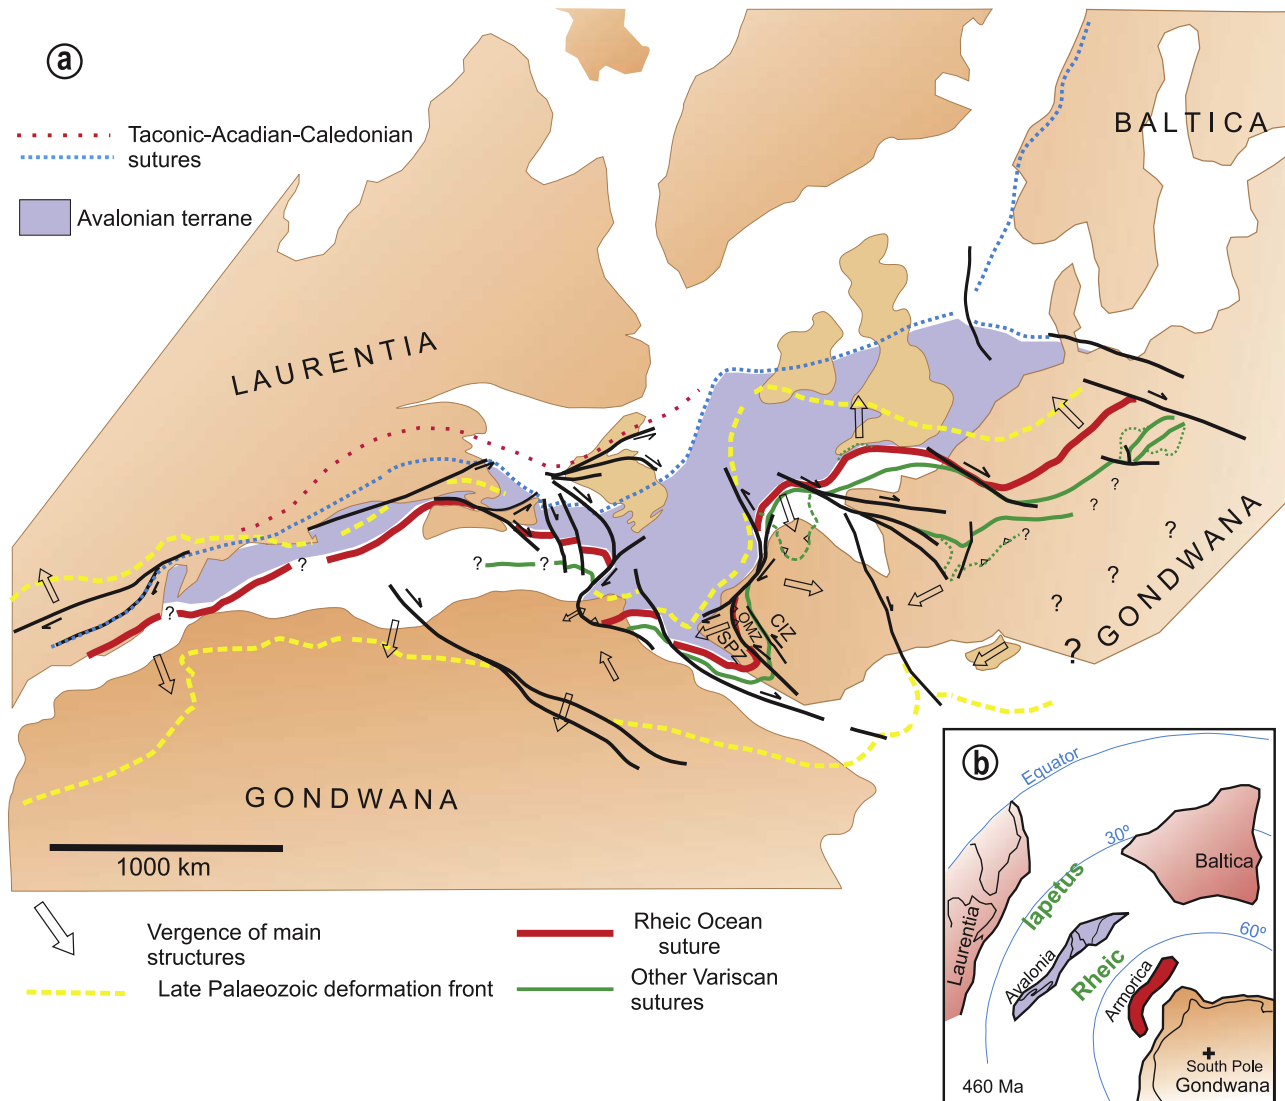 a
Taconic-Acadian-Caledonian
sutures
Avalonian terrane
BALTICA
LAURENTIA
?
?
?
?
?
?
?
?
?
?
?
?
CIZ
OMZ
SPZ
? GONDWANA
GONDWANA
1000 km
Vergence of main
structures
Late Palaeozoic deformation front
Rheic Ocean
suture
Other Variscan
sutures
b
Equator
30º
60º
Iapetus
Rheic
Laurentia
Avalonia
Armorica
Baltica
South Pole
Gondwana
460 Ma